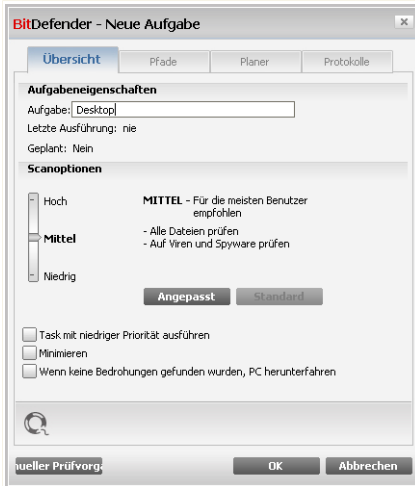 BitDefender - Neue Aufgabe
Übersicht
Pfade
Planer
Protokolle
Aufgabeneigenschaften
Aufgabe: Desktop
Letzte Ausführung: nie
Geplant: Nein
Scanoptionen
Hoch
Mittel
Niedrig
MITTEL - Für die meisten Benutzer
empfohlen
- Alle Dateien prüfen
- Auf Viren und Spyware prüfen
Angepasst
Standard
Task mit niedriger Priorität ausführen
Minimieren
Wenn keine Bedrohungen gefunden wurden, PC herunterfahren
ueller Prüfvorga
OK
Abbrechen